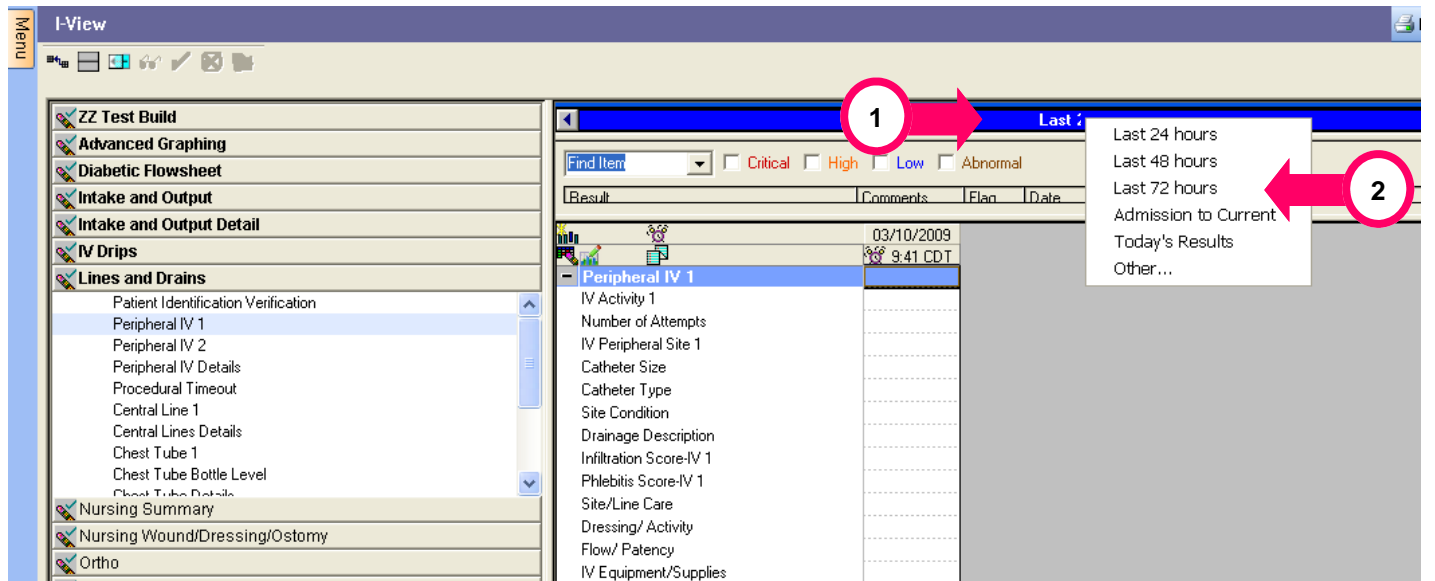 Menu
I-View
ZZ Test Build
Advanced Graphing
Diabetic Flowsheet
Intake and Output
Intake and Output Detail
IV Drips
Lines and Drains
Patient Identification Verification
Peripheral IV 1
Peripheral IV 2
Peripheral IV Details
Procedural Timeout
Central Line 1
Central Lines Details
Chest Tube 1
Chest Tube Bottle Level
Chest Tube Details
Nursing Summary
Nursing Wound/Dressing/Ostomy
Ortho
1
Last 2
Find Item Critical High Low Abnormal
Result Comments Flag Date
Last 24 hours
Last 48 hours
Last 72 hours
Admission to Current
Today's Results
Other...
2
03/10/2009
9:41 CDT
Peripheral IV 1
IV Activity 1
Number of Attempts
IV Peripheral Site 1
Catheter Size
Catheter Type
Site Condition
Drainage Description
Infiltration Score-IV 1
Phlebitis Score-IV 1
Site/Line Care
Dressing/ Activity
Flow/ Patency
IV Equipment/Supplies